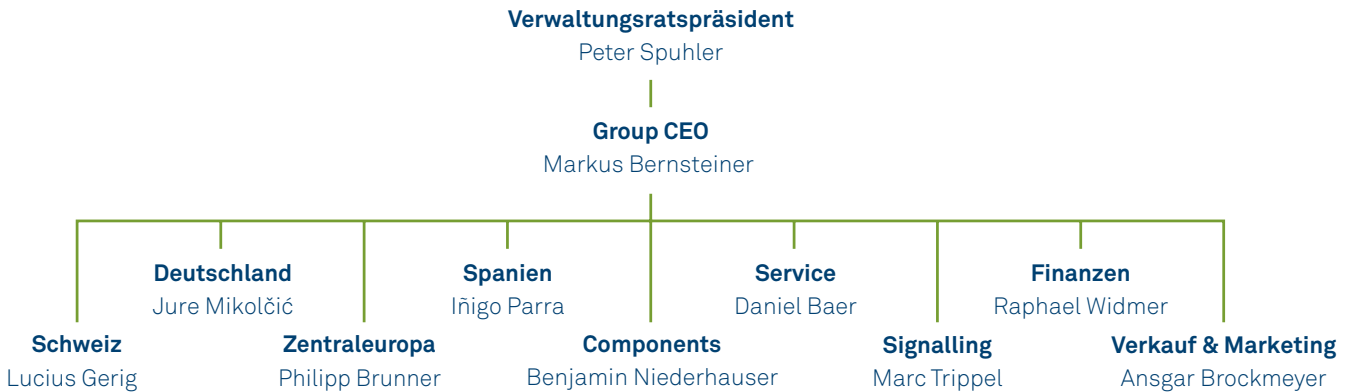 Verwaltungsratspräsident
Peter Spuhler
Group CEO
Markus Bernsteiner
Deutschland
Jure Mikolčić
Spanien
Iñigo Parra
Service
Daniel Baer
Finanzen
Raphael Widmer
Schweiz
Lucius Gerig
Zentraleuropa
Philipp Brunner
Components
Benjamin Niederhauser
Signalling
Marc Trippel
Verkauf & Marketing
Ansgar Brockmeyer